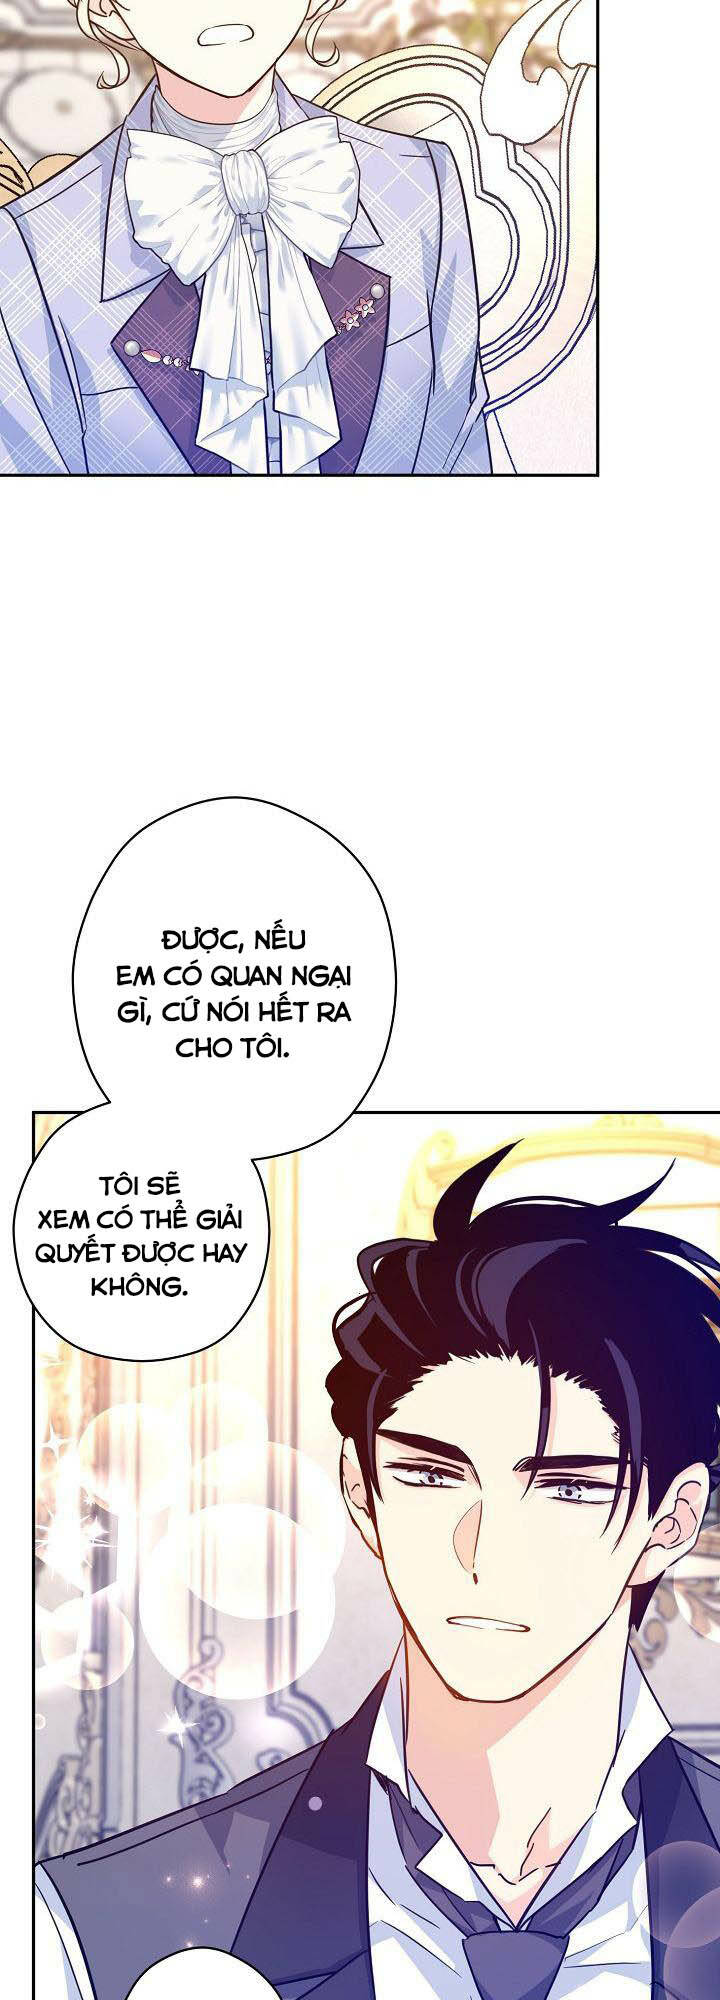 ĐƯỢC, NẾU
EM CÓ QUAN NGẠI
GÌ, CỨ NÓI HẾT RA
CHO TÔI.
TÔI SẼ
XEM CÓ THỂ GIẢI
QUYẾT ĐƯỢC HAY
KHÔNG.